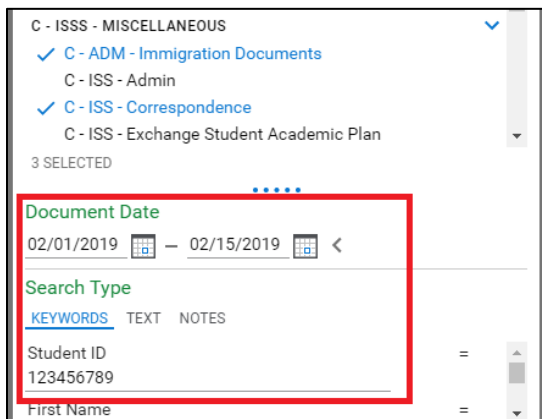 C - ISSS - MISCELLANEOUS
C - ADM - Immigration Documents
C - ISS - Admin
C - ISS - Correspondence
C - ISS - Exchange Student Academic Plan
3 SELECTED
Document Date
02/01/2019 – 02/15/2019 <
Search Type
KEYWORDS TEXT NOTES
Student ID =
123456789
First Name =